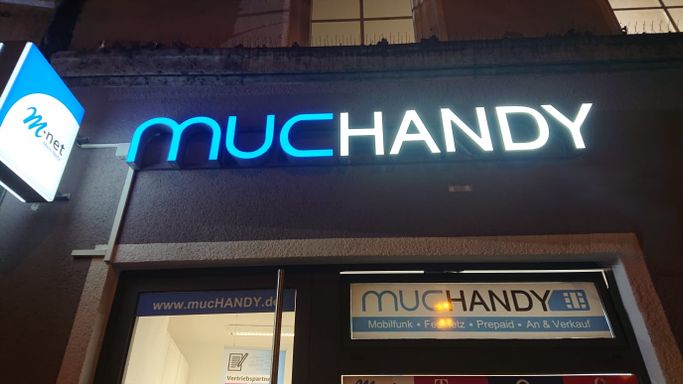 mucHANDY
M net
www.mucHANDY.de
mucHANDY
Mobilfunk • Festnetz • Prepaid • An & Verkauf
Vertriebspartner